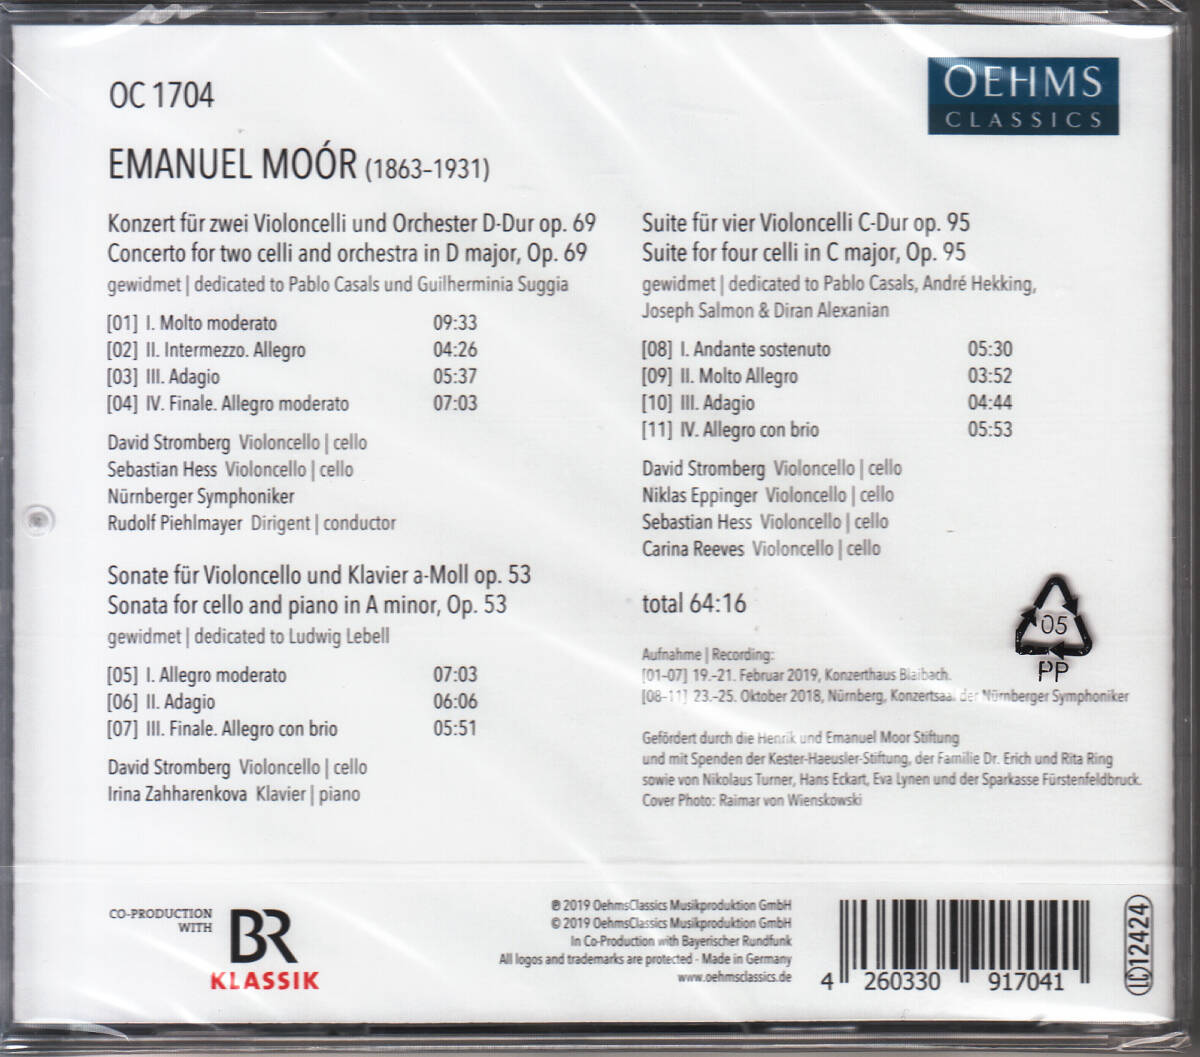 OC 1704
OEHMS
CLASSICS
EMANUEL MOÓR (1863–1931)
Konzert für zwei Violoncelli und Orchester D-Dur op. 69
Concerto for two celli and orchestra in D major, Op. 69
gewidmet | dedicated to Pablo Casals und Guilherminia Suggia
[01] I. Molto moderato 09:33
[02] II. Intermezzo. Allegro 04:26
[03] III. Adagio 05:37
[04] IV. Finale. Allegro moderato 07:03
David Stromberg Violoncello | cello
Sebastian Hess Violoncello | cello
Nürnberger Symphoniker
Rudolf Piehlmayer Dirigent | conductor
Sonate für Violoncello und Klavier a-Moll op. 53
Sonata for cello and piano in A minor, Op. 53
gewidmet | dedicated to Ludwig Lebell
[05] I. Allegro moderato 07:03
[06] II. Adagio 06:06
[07] III. Finale. Allegro con brio 05:51
David Stromberg Violoncello | cello
Irina Zahharenkova Klavier | piano
Suite für vier Violoncelli C-Dur op. 95
Suite for four celli in C major, Op. 95
gewidmet | dedicated to Pablo Casals, André Hekking,
Joseph Salmon & Diran Alexanian
[08] I. Andante sostenuto 05:30
[09] II. Molto Allegro 03:52
[10] III. Adagio 04:44
[11] IV. Allegro con brio 05:53
David Stromberg Violoncello | cello
Niklas Eppinger Violoncello | cello
Sebastian Hess Violoncello | cello
Carina Reeves Violoncello | cello
total 64:16
05
PP
Aufnahme | Recording:
[01–07] 19.–21. Februar 2019, Konzerthaus Blaibach.
[08–11] 23.–25. Oktober 2018, Nürnberg, Konzertsaal der Nürnberger Symphoniker
Gefördert durch die Henrik und Emanuel Moor Stiftung
und mit Spenden der Kester-Haeusler-Stiftung, der Familie Dr. Erich und Rita Ring
sowie von Nikolaus Turner, Hans Eckart, Eva Lynen und der Sparkasse Fürstenfeldbruck.
Cover Photo: Raimar von Wienskowski
CO-PRODUCTION
WITH
BR
KLASSIK
℗ 2019 OehmsClassics Musikproduktion GmbH
© 2019 OehmsClassics Musikproduktion GmbH
In Co-Production with Bayerischer Rundfunk
All logos and trademarks are protected · Made in Germany
www.oehmsclassics.de
4 260330 917041
LC 12424